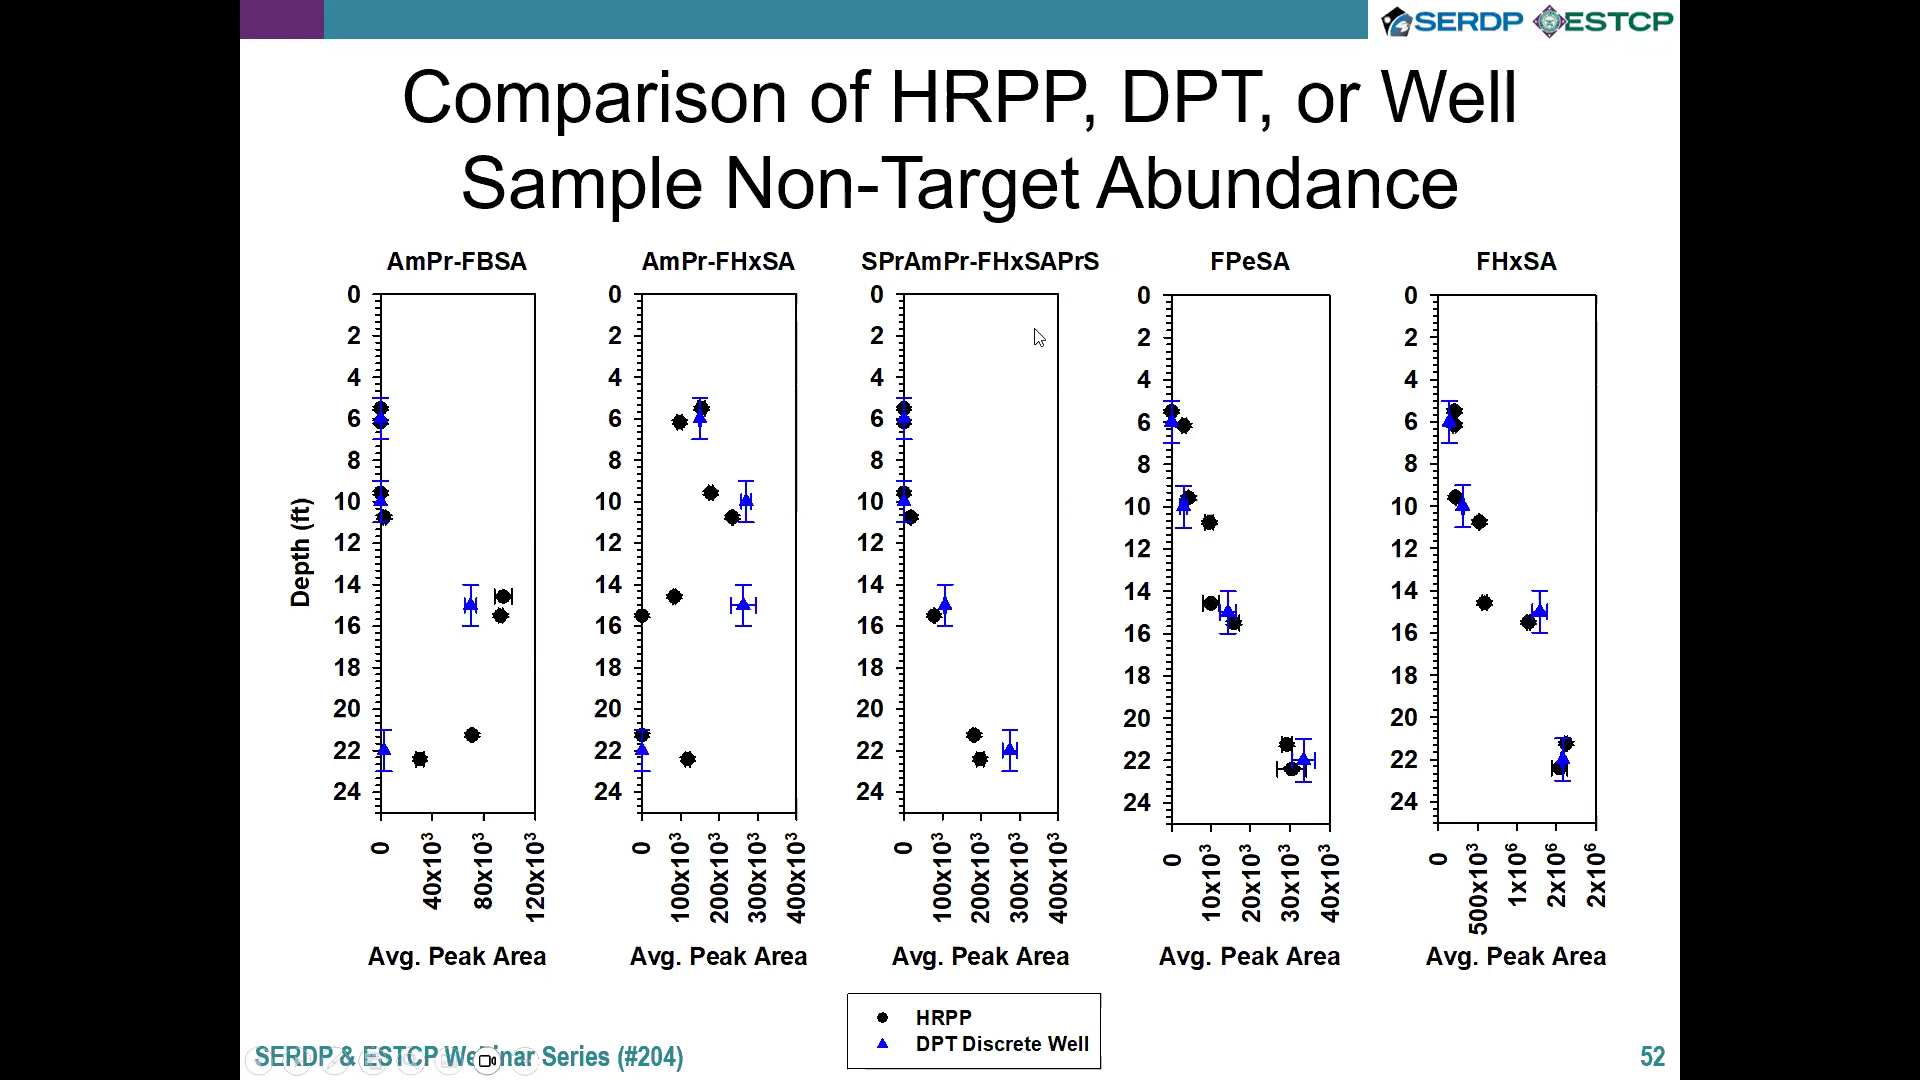 SERDP ESTCP
Comparison of HRPP, DPT, or Well
Sample Non-Target Abundance
AmPr-FBSA
AmPr-FHxSA
SPrAmPr-FHxSAPrS
FPeSA
FHxSA
Depth (ft)
0
2
4
6
8
10
12
14
16
18
20
22
24
0
40x10³
80x10³
120x10³
Avg. Peak Area
0
2
4
6
8
10
12
14
16
18
20
22
24
0
100x10³
200x10³
300x10³
400x10³
Avg. Peak Area
0
2
4
6
8
10
12
14
16
18
20
22
24
0
100x10³
200x10³
300x10³
400x10³
Avg. Peak Area
0
2
4
6
8
10
12
14
16
18
20
22
24
0
10x10³
20x10³
30x10³
40x10³
Avg. Peak Area
0
2
4
6
8
10
12
14
16
18
20
22
24
0
500x10³
1x10⁶
2x10⁶
2x10⁶
Avg. Peak Area
HRPP
DPT Discrete Well
SERDP & ESTCP Webinar Series (#204)
52